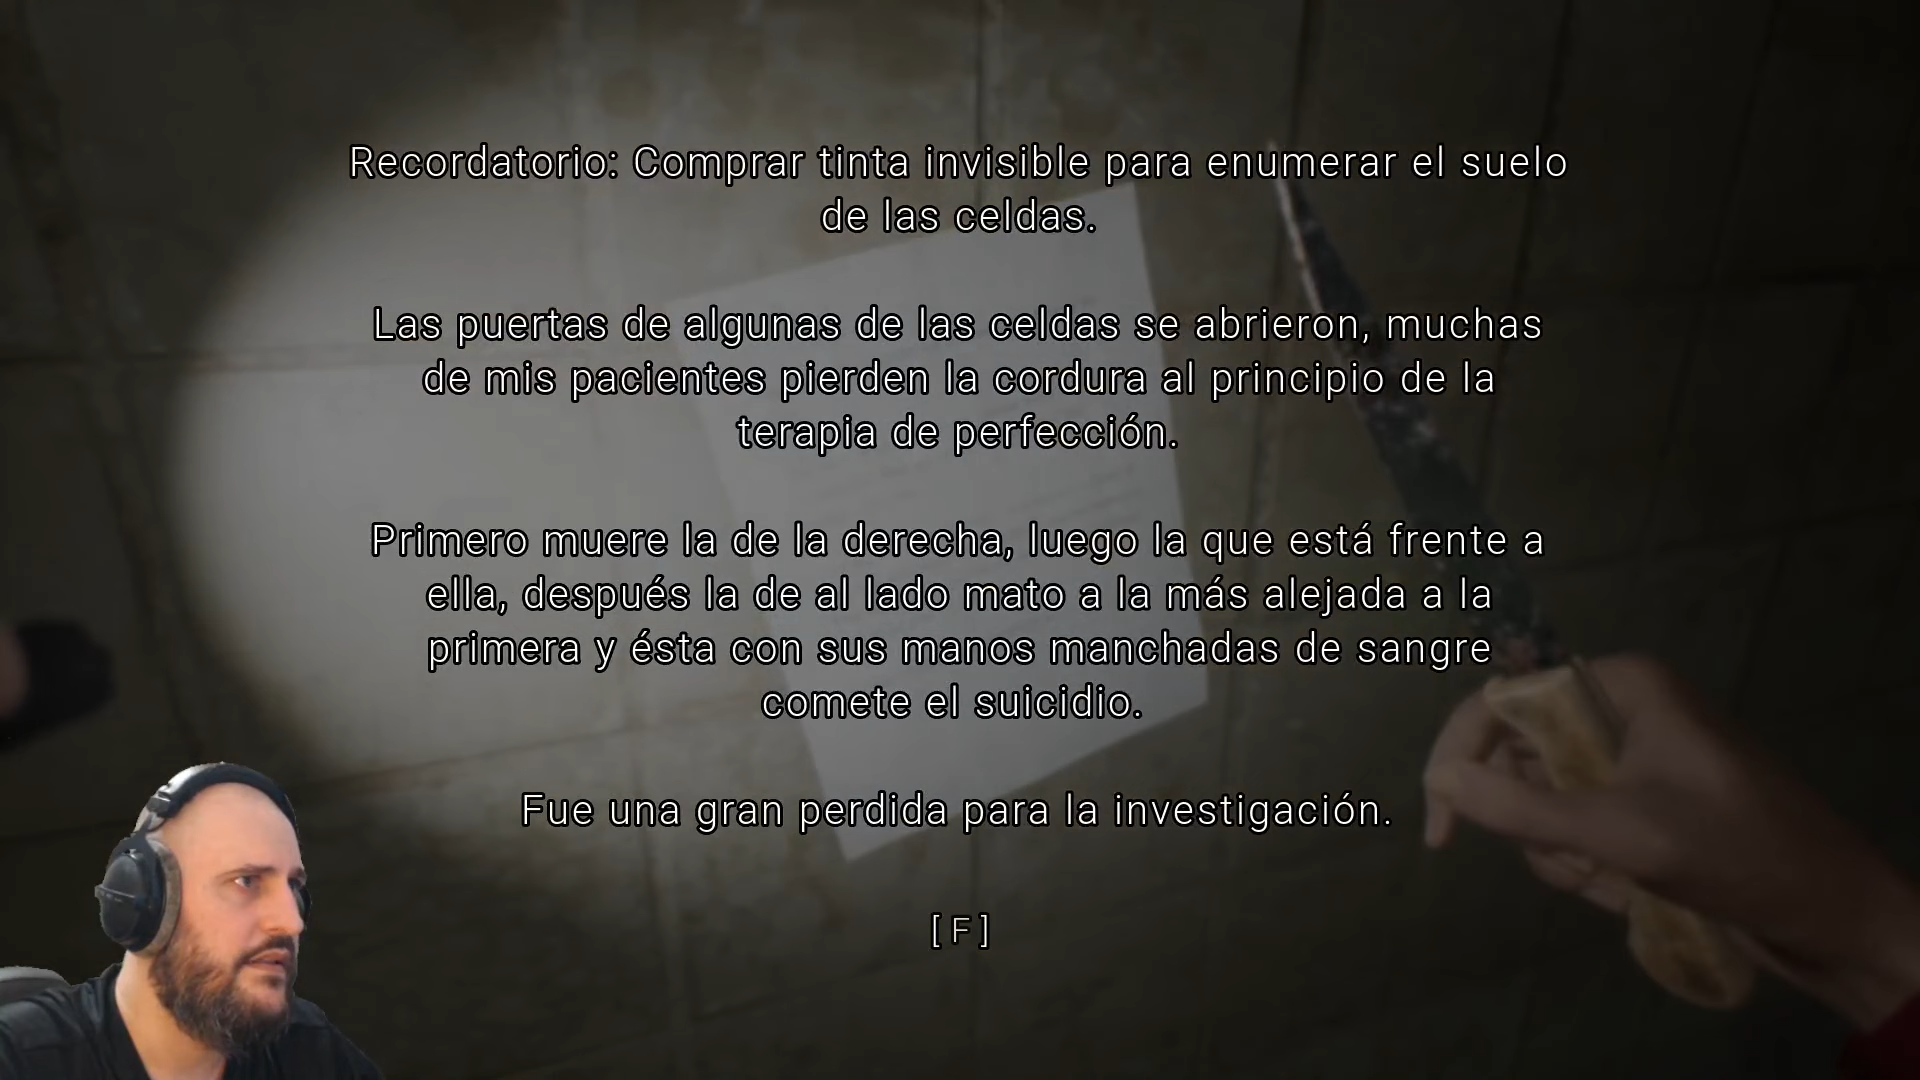 Recordatorio: Comprar tinta invisible para enumerar el suelo
de las celdas.
Las puertas de algunas de las celdas se abrieron, muchas
de mis pacientes pierden la cordura al principio de la
terapia de perfección.
Primero muere la de la derecha, luego la que está frente a
ella, después la de al lado mato a la más alejada a la
primera y ésta con sus manos manchadas de sangre
comete el suicidio.
Fue una gran perdida para la investigación.
[ F ]